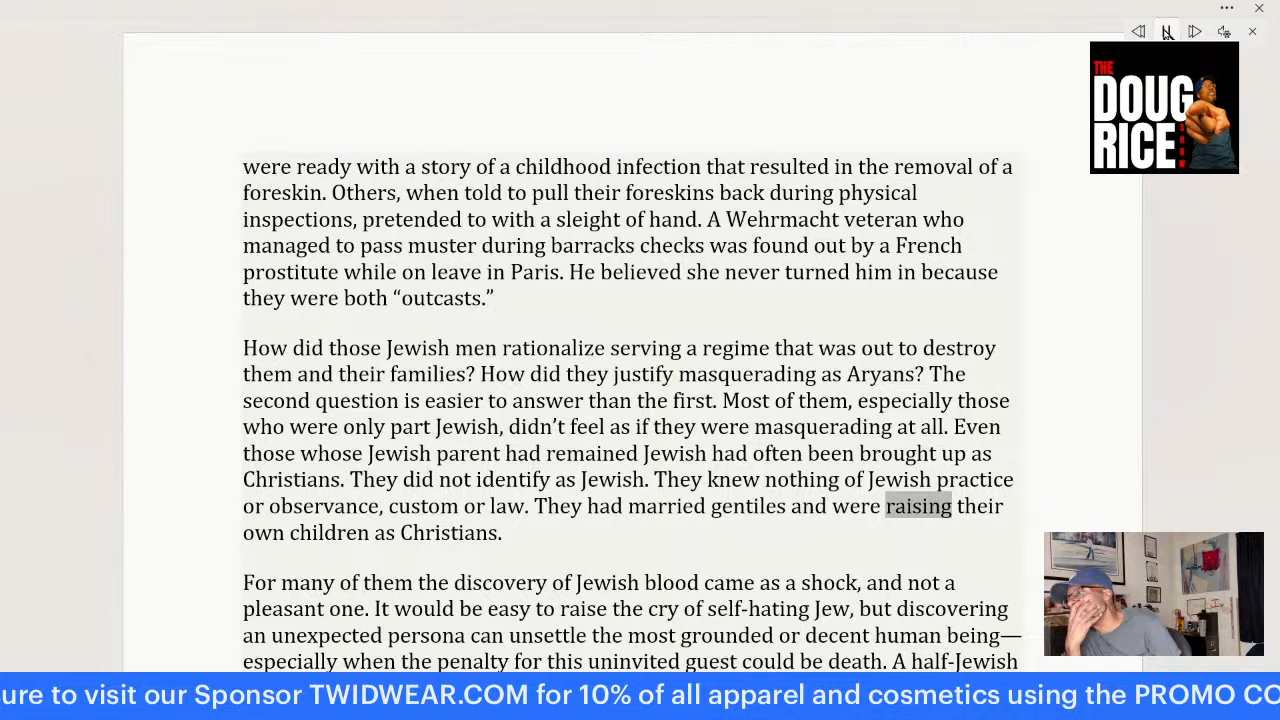 THE
DOUG
RICE
SHOW
were ready with a story of a childhood infection that resulted in the removal of a
foreskin. Others, when told to pull their foreskins back during physical
inspections, pretended to with a sleight of hand. A Wehrmacht veteran who
managed to pass muster during barracks checks was found out by a French
prostitute while on leave in Paris. He believed she never turned him in because
they were both “outcasts.”
How did those Jewish men rationalize serving a regime that was out to destroy
them and their families? How did they justify masquerading as Aryans? The
second question is easier to answer than the first. Most of them, especially those
who were only part Jewish, didn’t feel as if they were masquerading at all. Even
those whose Jewish parent had remained Jewish had often been brought up as
Christians. They did not identify as Jewish. They knew nothing of Jewish practice
or observance, custom or law. They had married gentiles and were raising their
own children as Christians.
For many of them the discovery of Jewish blood came as a shock, and not a
pleasant one. It would be easy to raise the cry of self-hating Jew, but discovering
an unexpected persona can unsettle the most grounded or decent human being—
especially when the penalty for this uninvited guest could be death. A half-Jewish
sure to visit our Sponsor TWIDWEAR.COM for 10% of all apparel and cosmetics using the PROMO CO